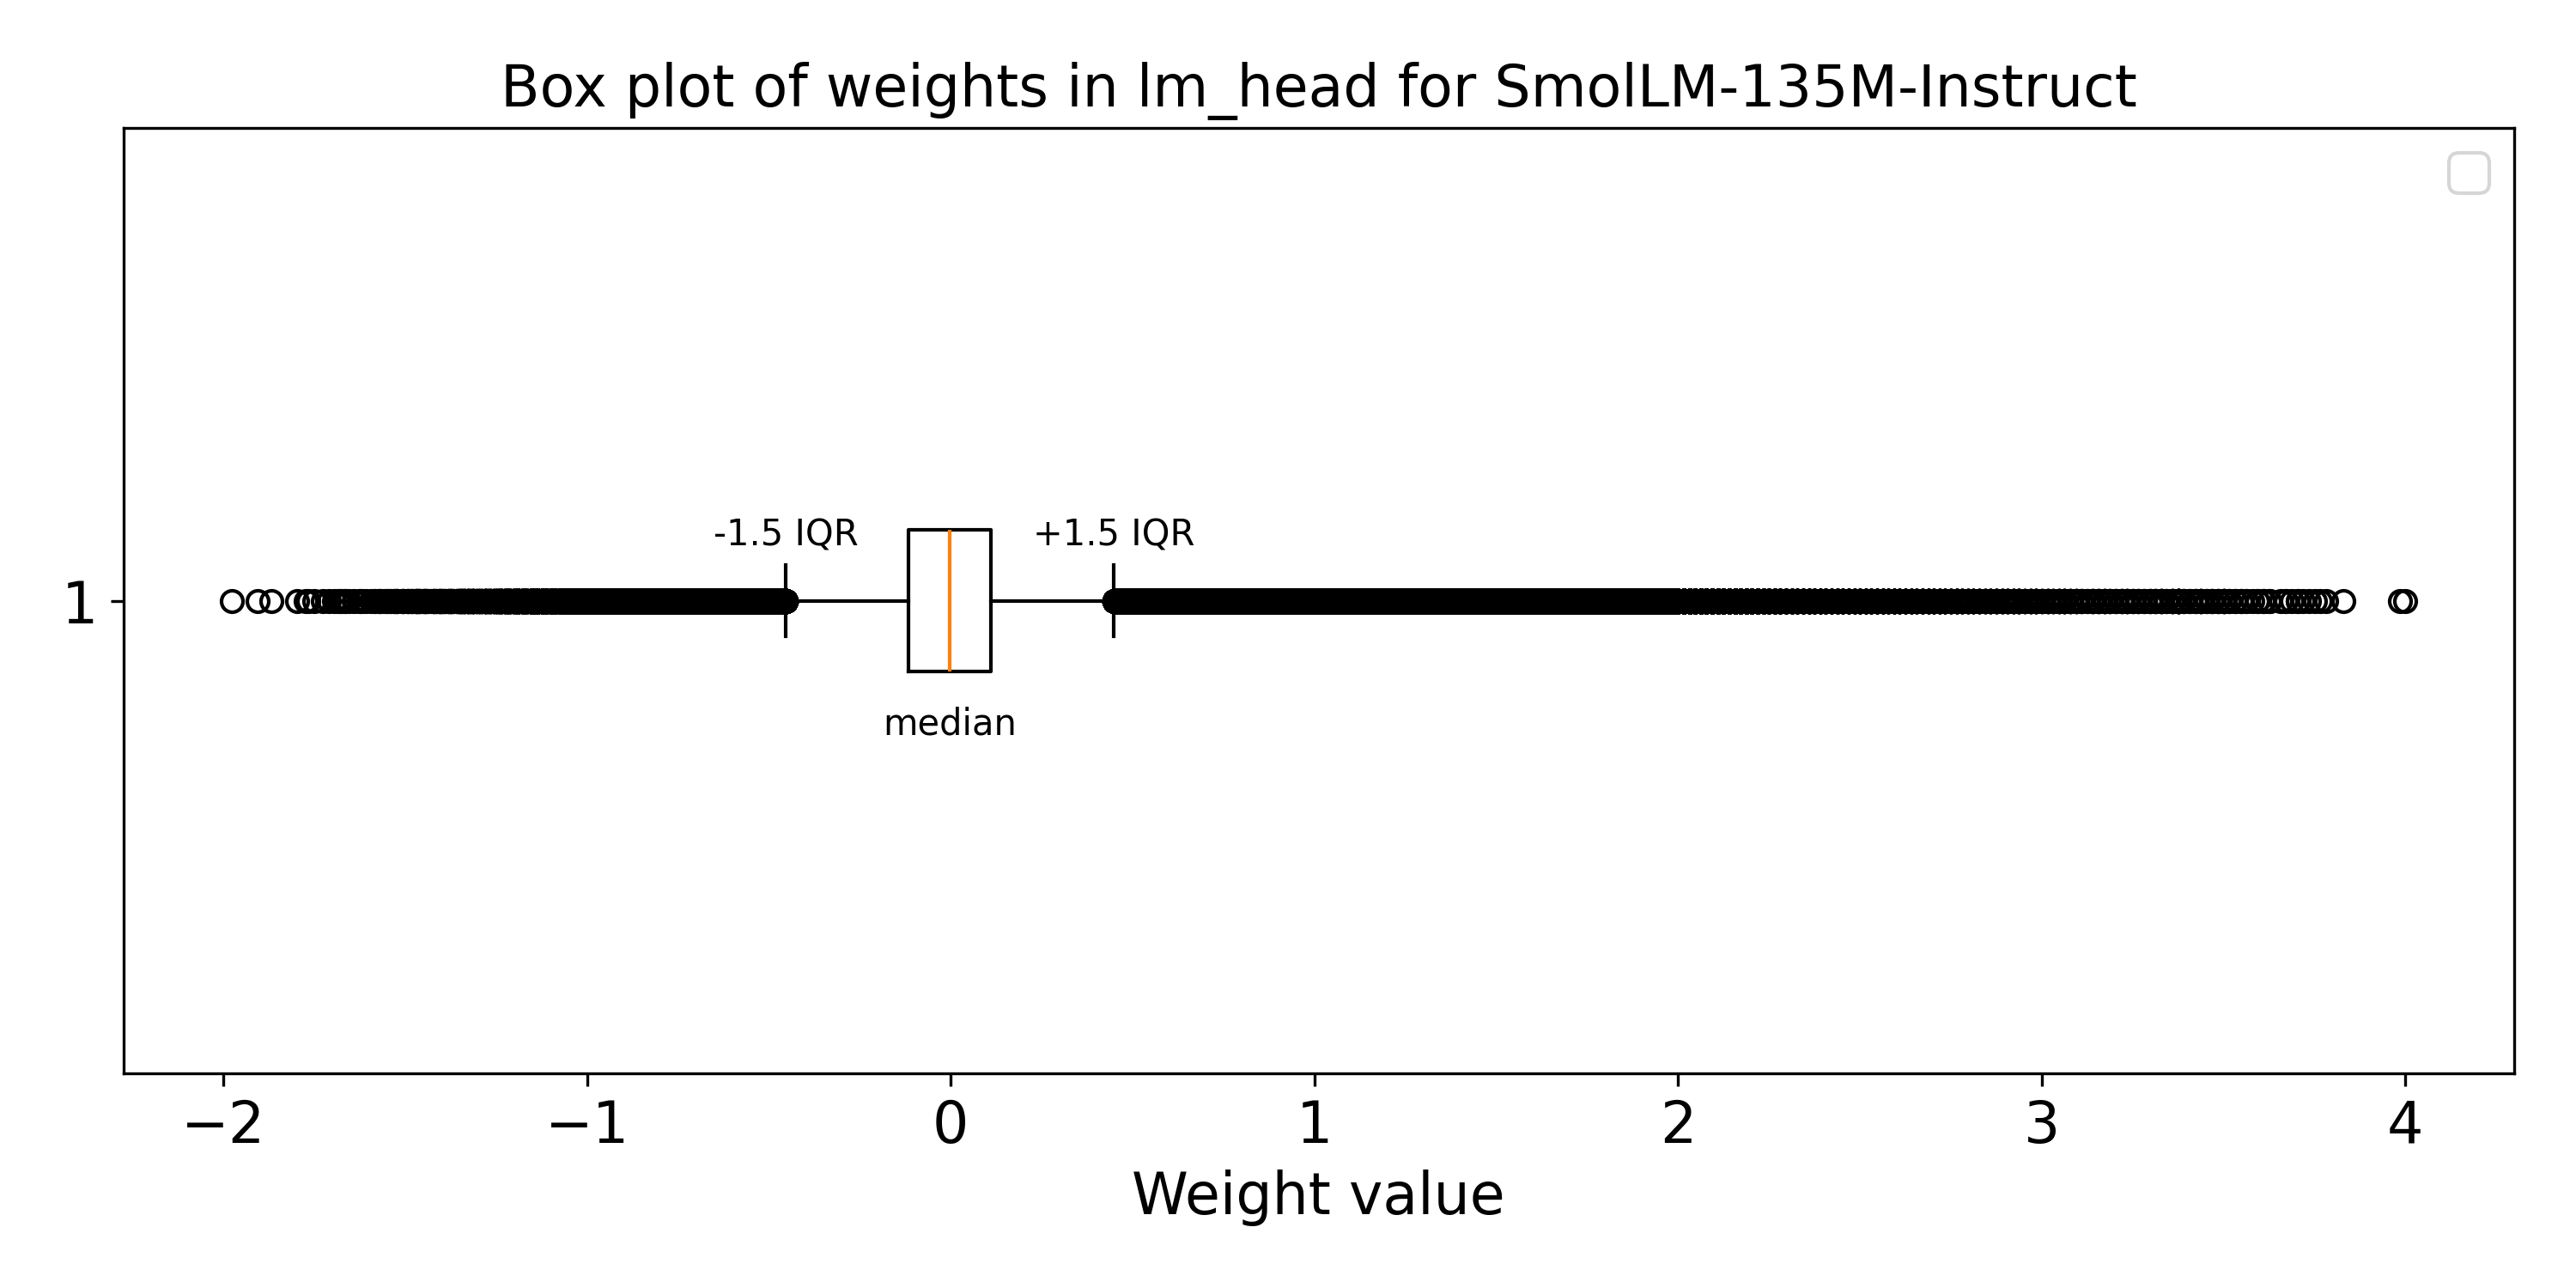 Box plot of weights in lm_head for SmolLM-135M-Instruct
-1.5 IQR +1.5 IQR
1
median
−2 −1 0 1 2 3 4
Weight value